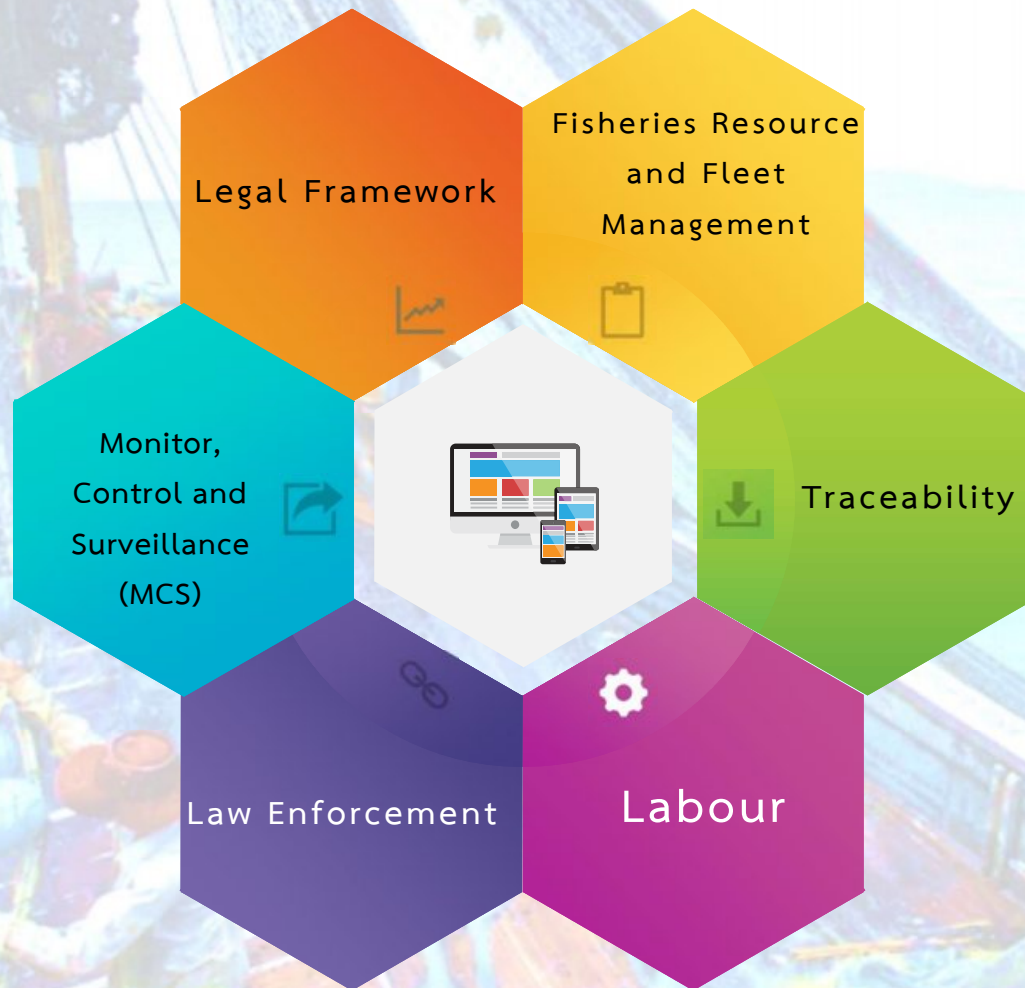 Legal Framework
Fisheries Resource
and Fleet
Management
Monitor,
Control and
Surveillance
(MCS)
Traceability
Law Enforcement
Labour